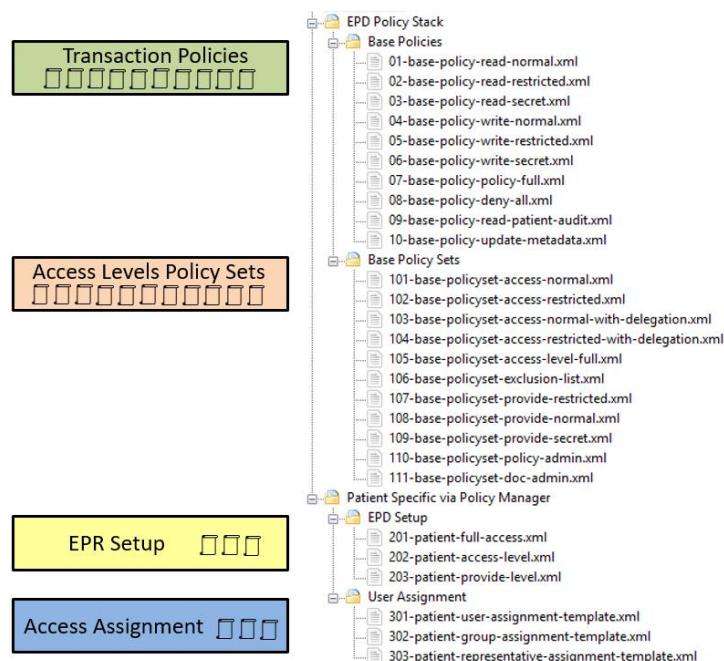 EPD Policy Stack
Transaction Policies
Base Policies
01-base-policy-read-normal.xml
02-base-policy-read-restricted.xml
03-base-policy-read-secret.xml
04-base-policy-write-normal.xml
05-base-policy-write-restricted.xml
06-base-policy-write-secret.xml
07-base-policy-policy-full.xml
08-base-policy-deny-all.xml
09-base-policy-read-patient-audit.xml
10-base-policy-update-metadata.xml
Access Levels Policy Sets
Base Policy Sets
101-base-policyset-access-normal.xml
102-base-policyset-access-restricted.xml
103-base-policyset-access-normal-with-delegation.xml
104-base-policyset-access-restricted-with-delegation.xml
105-base-policyset-access-level-full.xml
106-base-policyset-exclusion-list.xml
107-base-policyset-provide-restricted.xml
108-base-policyset-provide-normal.xml
109-base-policyset-provide-secret.xml
110-base-policyset-policy-admin.xml
111-base-policyset-doc-admin.xml
Patient Specific via Policy Manager
EPR Setup
EPD Setup
201-patient-full-access.xml
202-patient-access-level.xml
203-patient-provide-level.xml
Access Assignment
User Assignment
301-patient-user-assignment-template.xml
302-patient-group-assignment-template.xml
303-patient-representative-assignment-template.xml